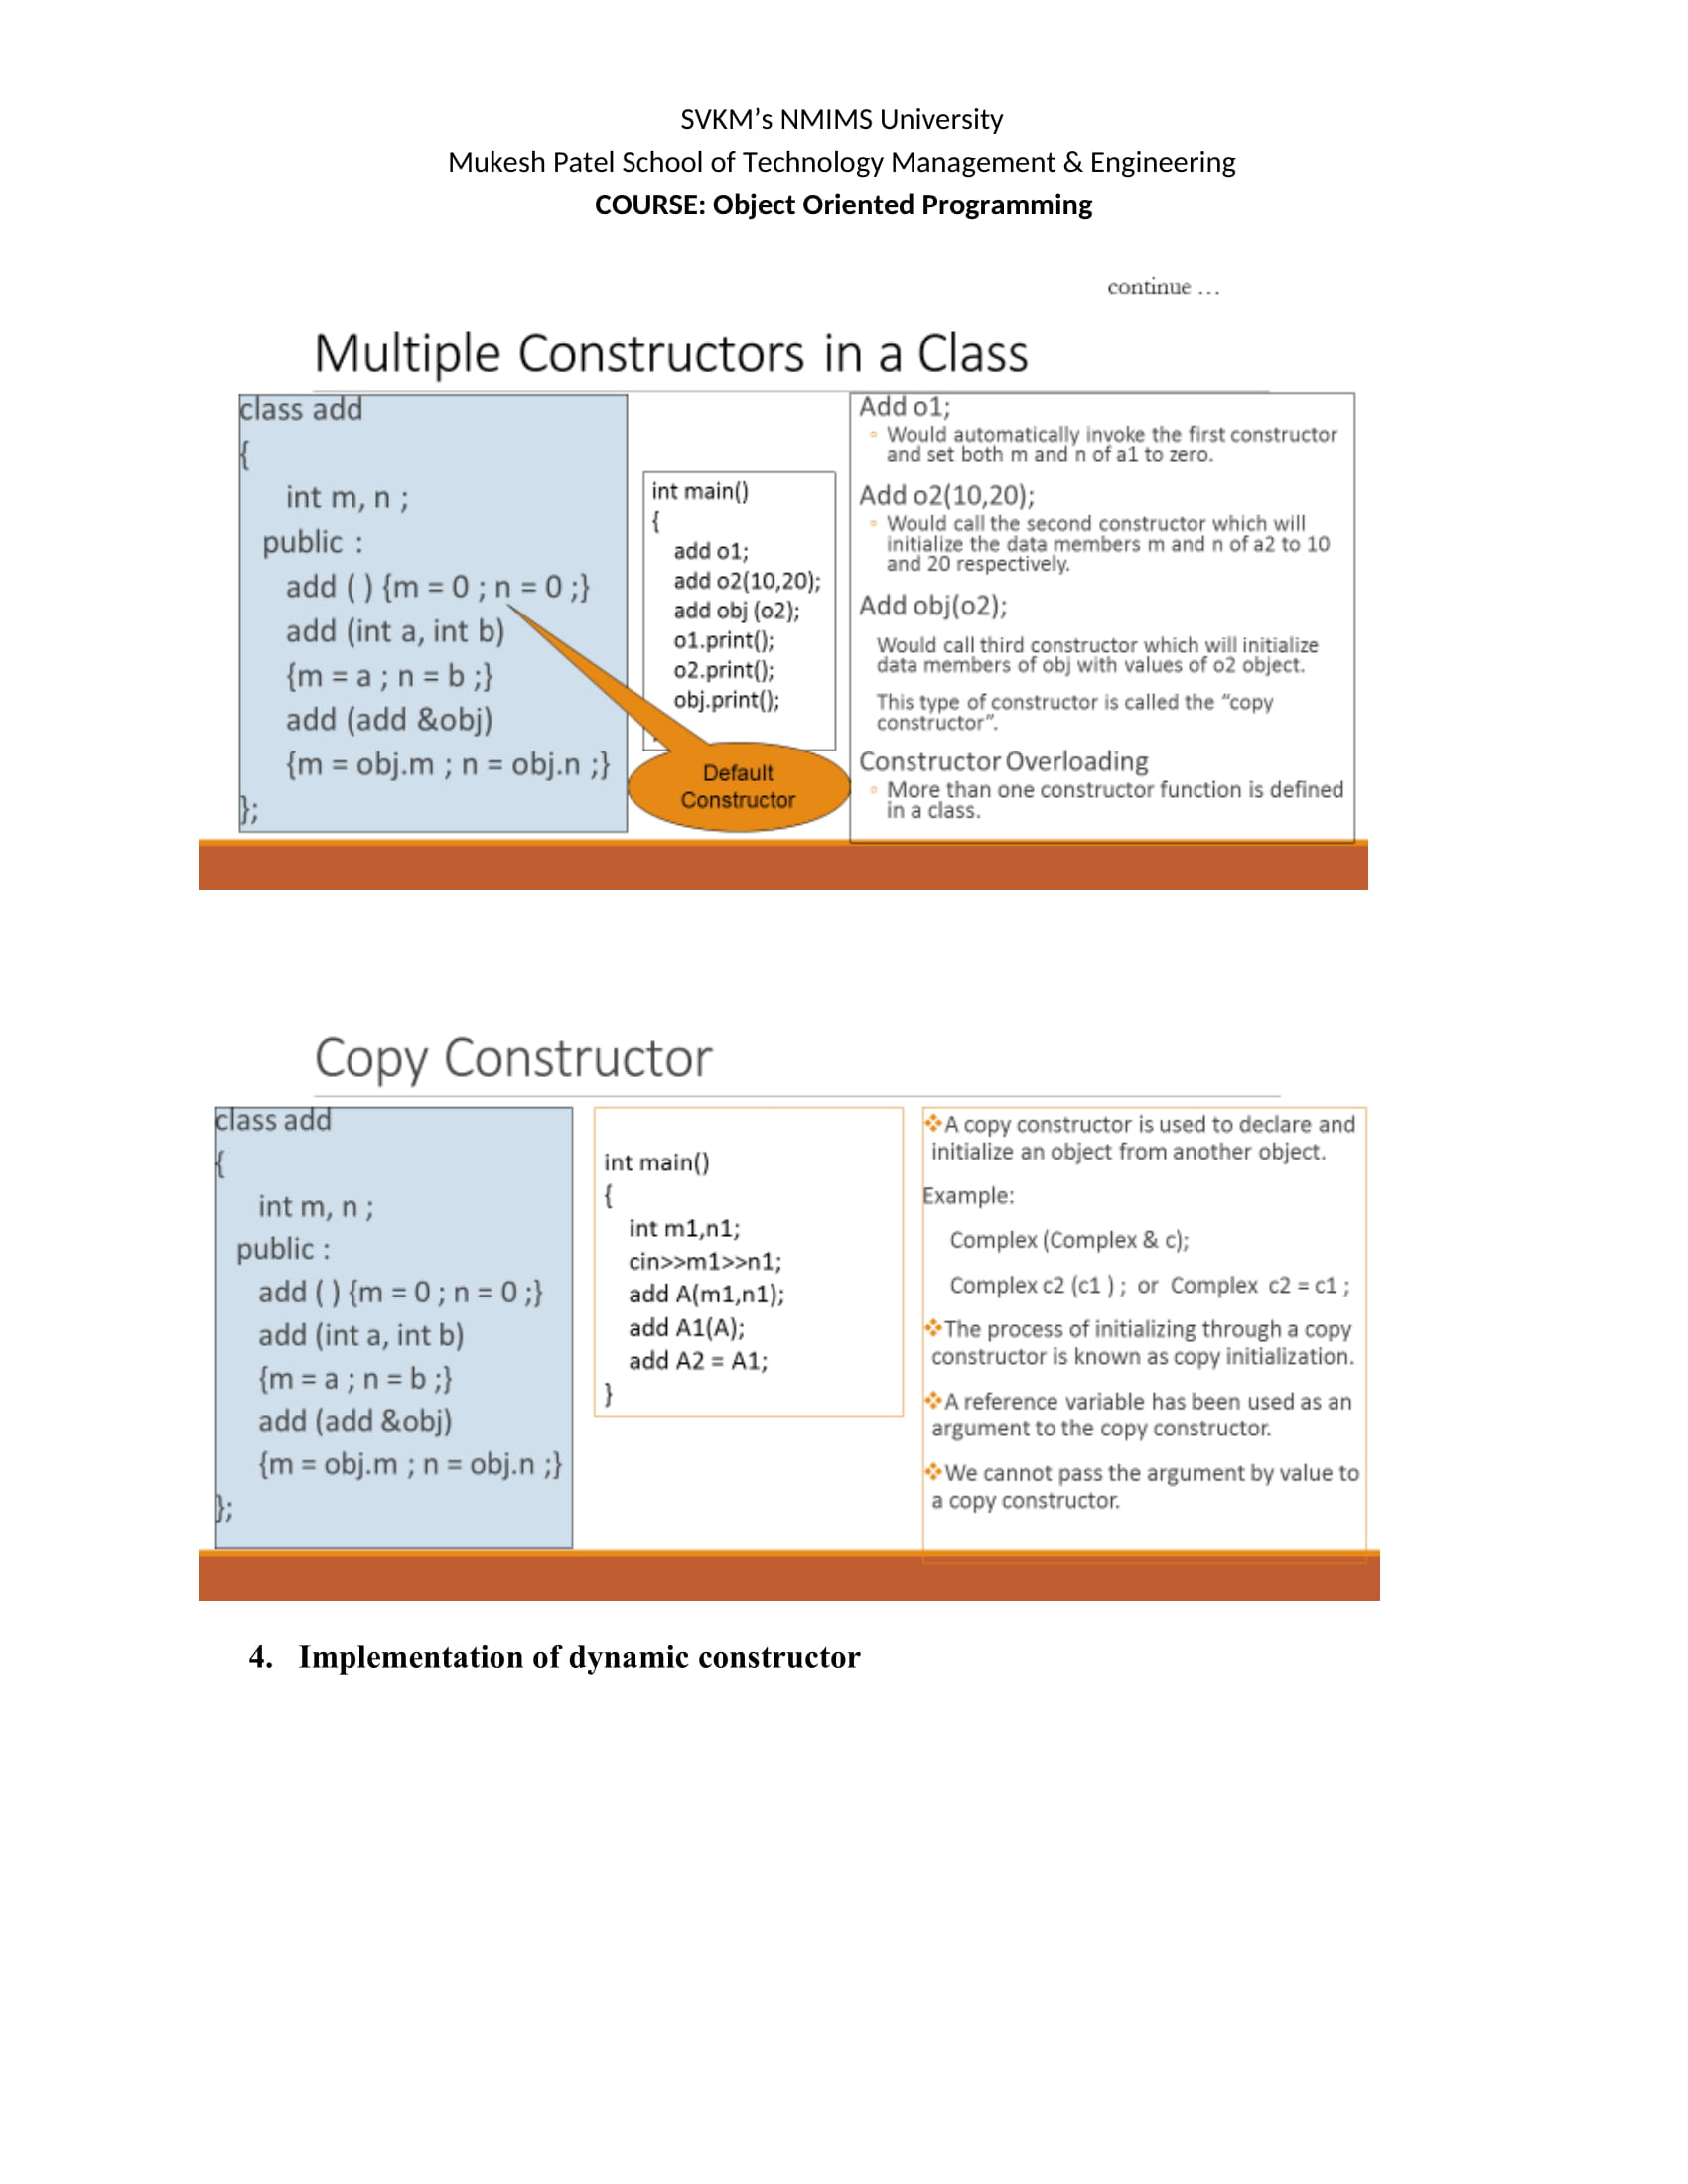 SVKM’s NMIMS University
Mukesh Patel School of Technology Management & Engineering
COURSE: Object Oriented Programming
continue ...
Multiple Constructors in a Class
class add
{
int m, n ;
public :
add ( ) {m = 0 ; n = 0 ;}
add (int a, int b)
{m = a ; n = b ;}
add (add &obj)
{m = obj.m ; n = obj.n ;}
};
int main()
{
add o1;
add o2(10,20);
add obj (o2);
o1.print();
o2.print();
obj.print();
Default
Constructor
Add o1;
Would automatically invoke the first constructor
and set both m and n of a1 to zero.
Add o2(10,20);
Would call the second constructor which will
initialize the data members m and n of a2 to 10
and 20 respectively.
Add obj(o2);
Would call third constructor which will initialize
data members of obj with values of o2 object.
This type of constructor is called the “copy
constructor”.
Constructor Overloading
More than one constructor function is defined
in a class.
Copy Constructor
class add
{
int m, n ;
public :
add ( ) {m = 0 ; n = 0 ;}
add (int a, int b)
{m = a ; n = b ;}
add (add &obj)
{m = obj.m ; n = obj.n ;}
};
int main()
{
int m1,n1;
cin>>m1>>n1;
add A(m1,n1);
add A1(A);
add A2 = A1;
}
❖A copy constructor is used to declare and
initialize an object from another object.
Example:
Complex (Complex & c);
Complex c2 (c1 ) ; or Complex c2 = c1 ;
❖The process of initializing through a copy
constructor is known as copy initialization.
❖A reference variable has been used as an
argument to the copy constructor.
❖We cannot pass the argument by value to
a copy constructor.
4. Implementation of dynamic constructor